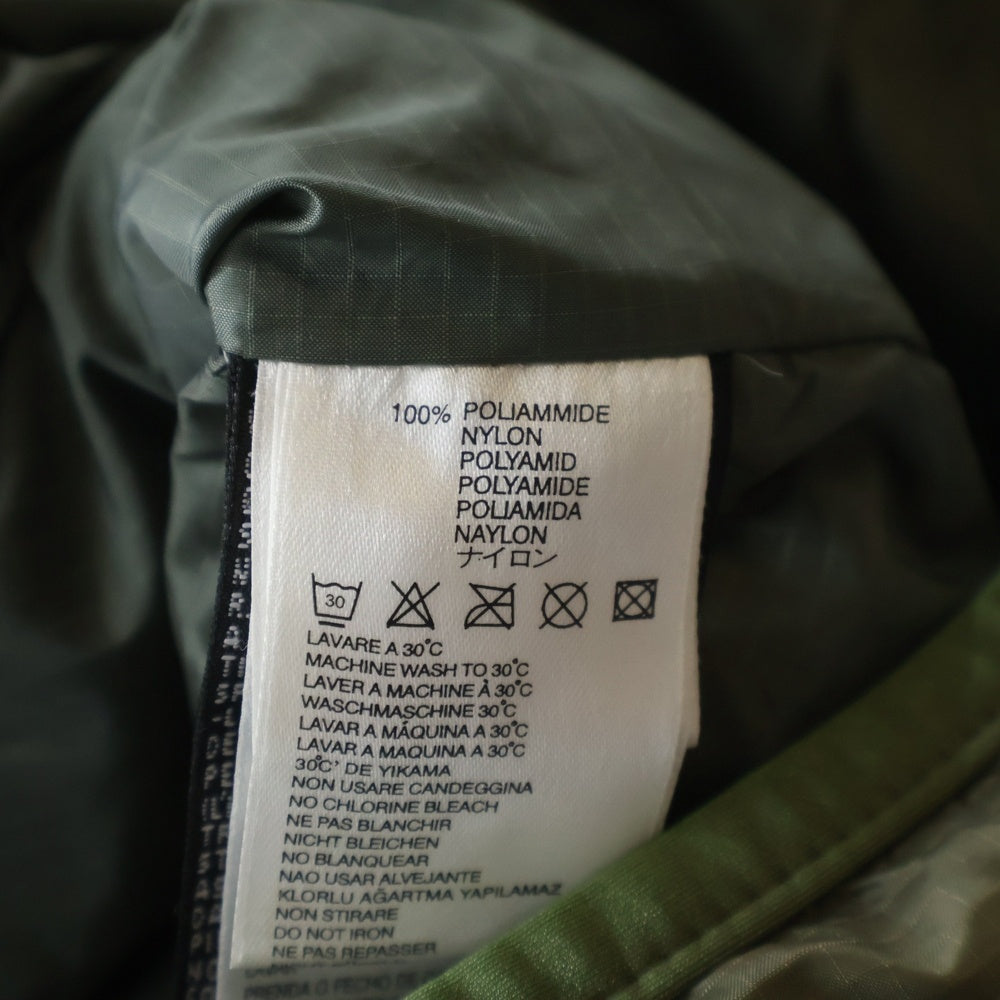 100% POLIAMMIDE
NYLON
POLYAMID
POLYAMIDE
POLIAMIDA
NAYLON
ナイロン
30
LAVARE A 30°C
MACHINE WASH TO 30°C
LAVER A MACHINE À 30°C
WASCHMASCHINE 30°C
LAVAR A MÁQUINA A 30°C
LAVAR A MAQUINA A 30°C
30°C' DE YIKAMA
NON USARE CANDEGGINA
NO CHLORINE BLEACH
NE PAS BLANCHIR
NICHT BLEICHEN
NO BLANQUEAR
NAO USAR ALVEJANTE
KLORLU AĞARTMA YAPILAMAZ
NON STIRARE
DO NOT IRON
NE PAS REPASSER